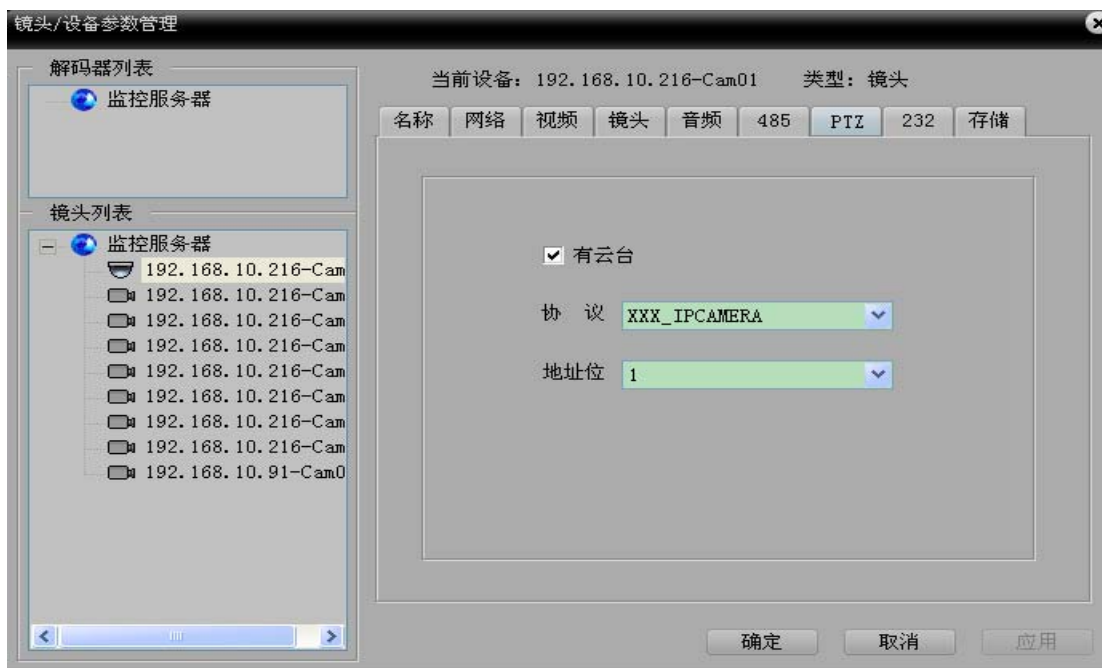 镜头/设备参数管理
解码器列表
监控服务器
镜头列表
监控服务器
192.168.10.216-Cam
192.168.10.216-Cam
192.168.10.216-Cam
192.168.10.216-Cam
192.168.10.216-Cam
192.168.10.216-Cam
192.168.10.216-Cam
192.168.10.216-Cam
192.168.10.91-Cam0
当前设备: 192.168.10.216-Cam01 类型: 镜头
名称 网络 视频 镜头 音频 485 PTZ 232 存储
有云台
协 议 XXX_IPCAMERA
地址位 1
确定 取消 应用